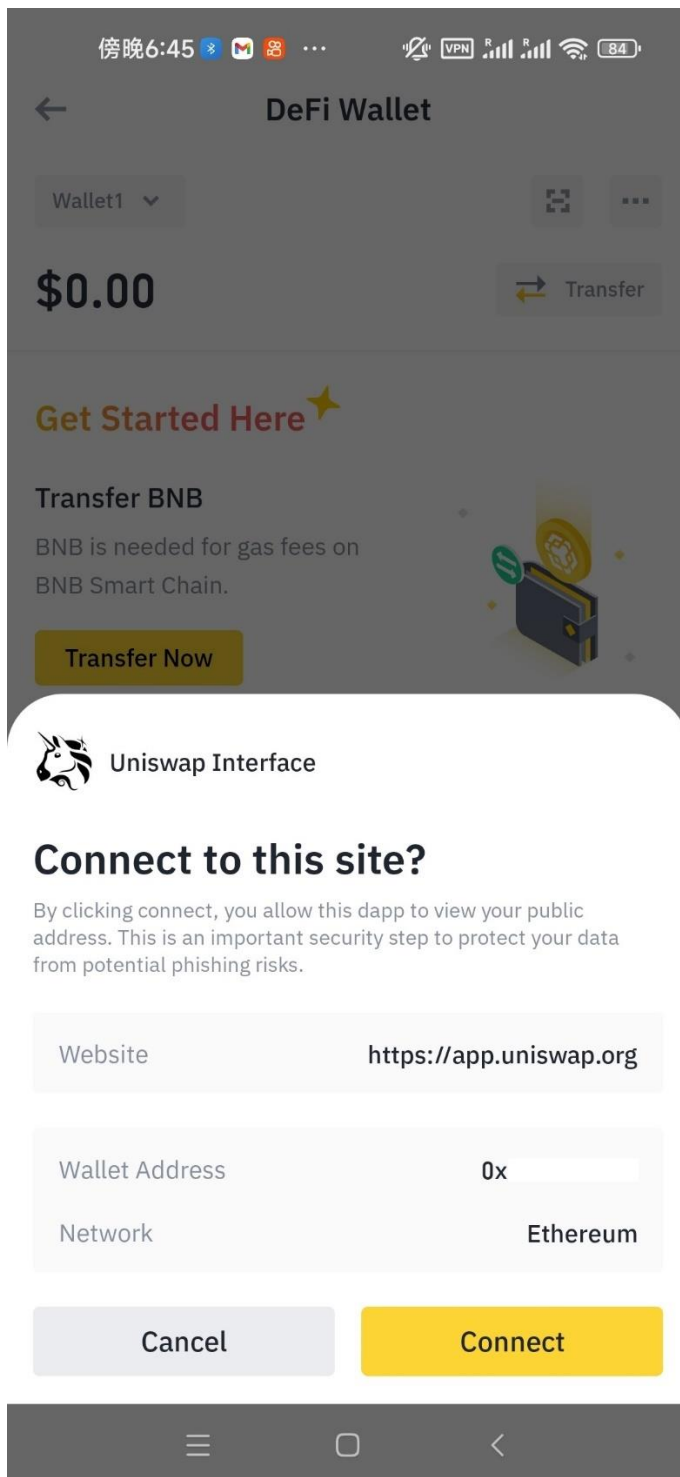 傍晚6:45 ··· VPN R R 84
DeFi Wallet
Wallet1
$0.00
Transfer
Get Started Here
Transfer BNB
BNB is needed for gas fees on
BNB Smart Chain.
Transfer Now
Uniswap Interface
Connect to this site?
By clicking connect, you allow this dapp to view your public
address. This is an important security step to protect your data
from potential phishing risks.
Website https://app.uniswap.org
Wallet Address 0x
Network Ethereum
Cancel Connect